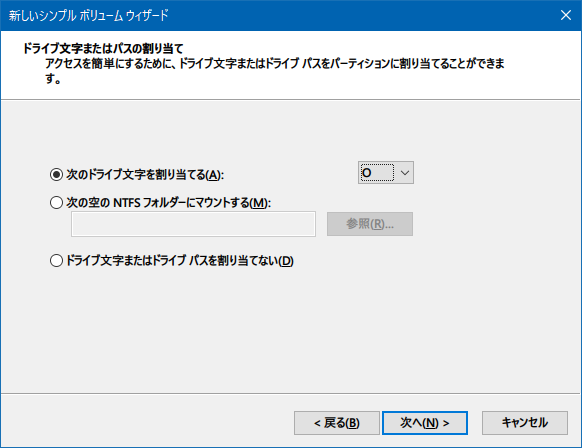 新しいシンプル ボリューム ウィザード
ドライブ文字またはパスの割り当て
アクセスを簡単にするために、ドライブ文字またはドライブ パスをパーティションに割り当てることができま
す。
次のドライブ文字を割り当てる(A):
O
次の空の NTFS フォルダーにマウントする(M):
参照(R)...
ドライブ文字またはドライブ パスを割り当てない(D)
< 戻る(B)
次へ(N) >
キャンセル